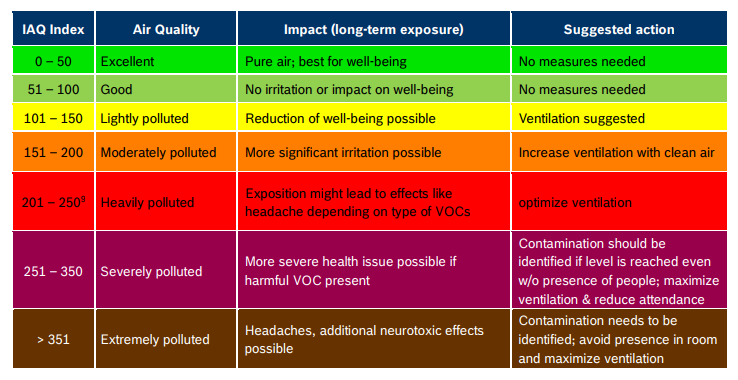 IAQ Index Air Quality Impact (long-term exposure) Suggested action
0 – 50 Excellent Pure air; best for well-being No measures needed
51 – 100 Good No irritation or impact on well-being No measures needed
101 – 150 Lightly polluted Reduction of well-being possible Ventilation suggested
151 – 200 Moderately polluted More significant irritation possible Increase ventilation with clean air
201 – 250⁹ Heavily polluted
Exposition might lead to effects like
headache depending on type of VOCs
optimize ventilation
251 – 350 Severely polluted
More severe health issue possible if
harmful VOC present
Contamination should be
identified if level is reached even
w/o presence of people; maximize
ventilation & reduce attendance
> 351 Extremely polluted
Headaches, additional neurotoxic effects
possible
Contamination needs to be
identified; avoid presence in room
and maximize ventilation